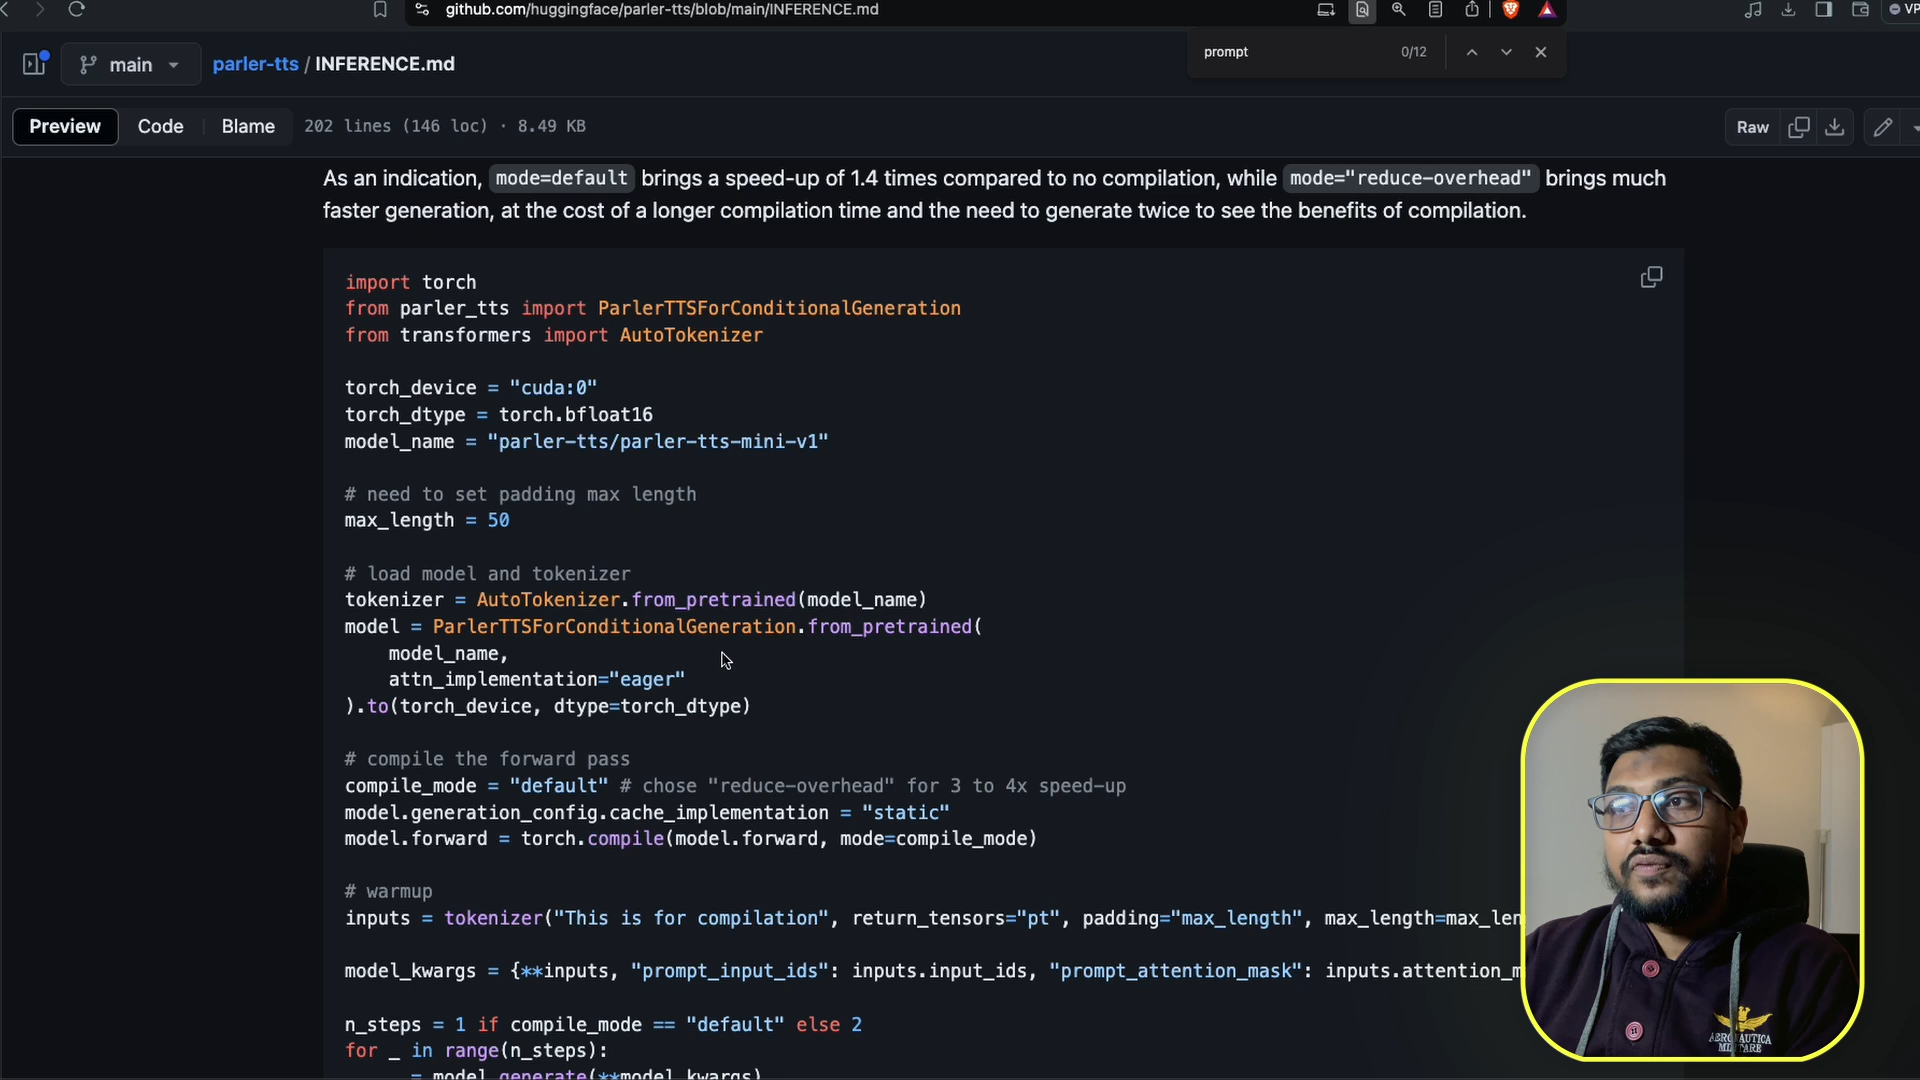 github.com/huggingface/parler-tts/blob/main/INFERENCE.md
VP
prompt 0/12
main parler-tts / INFERENCE.md
Preview Code Blame 202 lines (146 loc) · 8.49 KB Raw
As an indication, mode=default brings a speed-up of 1.4 times compared to no compilation, while mode="reduce-overhead" brings much
faster generation, at the cost of a longer compilation time and the need to generate twice to see the benefits of compilation.
import torch
from parler_tts import ParlerTTSForConditionalGeneration
from transformers import AutoTokenizer
torch_device = "cuda:0"
torch_dtype = torch.bfloat16
model_name = "parler-tts/parler-tts-mini-v1"
# need to set padding max length
max_length = 50
# load model and tokenizer
tokenizer = AutoTokenizer.from_pretrained(model_name)
model = ParlerTTSForConditionalGeneration.from_pretrained(
model_name,
attn_implementation="eager"
).to(torch_device, dtype=torch_dtype)
# compile the forward pass
compile_mode = "default" # chose "reduce-overhead" for 3 to 4x speed-up
model.generation_config.cache_implementation = "static"
model.forward = torch.compile(model.forward, mode=compile_mode)
# warmup
inputs = tokenizer("This is for compilation", return_tensors="pt", padding="max_length", max_length=max_len
model_kwargs = {**inputs, "prompt_input_ids": inputs.input_ids, "prompt_attention_mask": inputs.attention_m
n_steps = 1 if compile_mode == "default" else 2
for _ in range(n_steps):
_ = model.generate(**model_kwargs)
AERONAUTICA
MILITARE